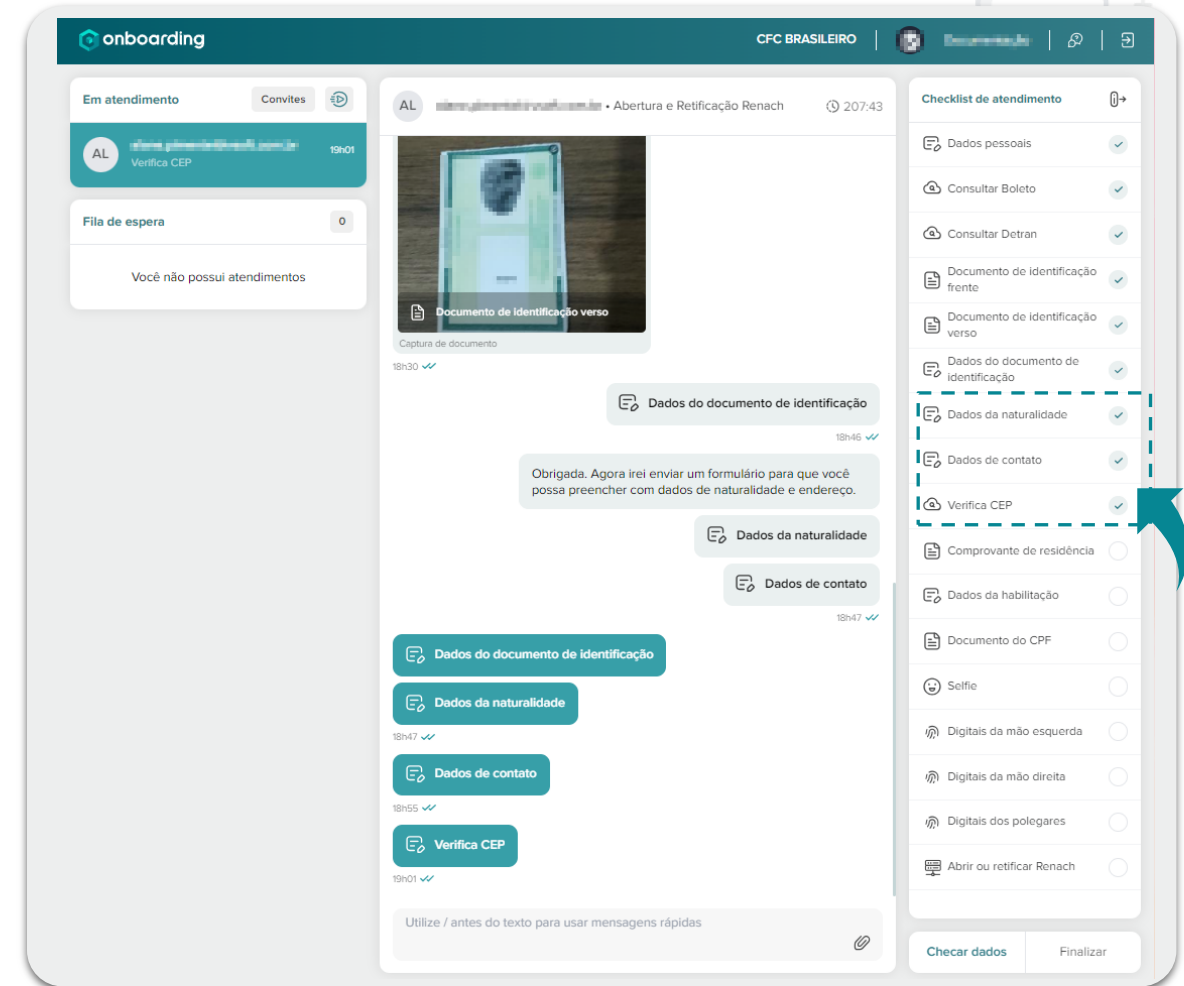 onboarding
CFC BRASILEIRO
Em atendimento
Convites
AL
19h01
Verifica CEP
Fila de espera
0
Você não possui atendimentos
AL
• Abertura e Retificação Renach
207:43
Documento de identificação verso
Captura de documento
18h30
Dados do documento de identificação
18h46
Obrigada. Agora irei enviar um formulário para que você
possa preencher com dados de naturalidade e endereço.
Dados da naturalidade
Dados de contato
18h47
Dados do documento de identificação
Dados da naturalidade
18h47
Dados de contato
18h55
Verifica CEP
19h01
Utilize / antes do texto para usar mensagens rápidas
Checklist de atendimento
Dados pessoais
Consultar Boleto
Consultar Detran
Documento de identificação
frente
Documento de identificação
verso
Dados do documento de
identificação
Dados da naturalidade
Dados de contato
Verifica CEP
Comprovante de residência
Dados da habilitação
Documento do CPF
Selfie
Digitais da mão esquerda
Digitais da mão direita
Digitais dos polegares
Abrir ou retificar Renach
Checar dados
Finalizar